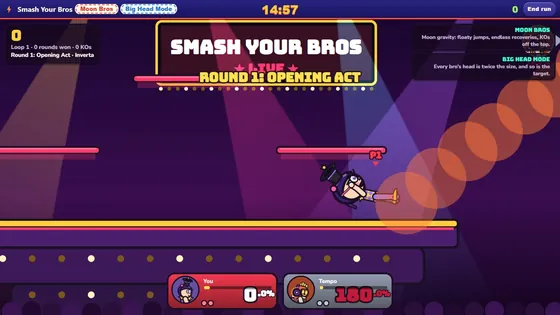 Smash Your Bros
Moon Bros
Big Head Mode
14:57
0
End run
0
Loop 1 · 0 rounds won · 0 KOs
Round 1: Opening Act · Inverta
MOON BROS
Moon gravity: floaty jumps, endless recoveries, KOs
off the top.
BIG HEAD MODE
Every bro's head is twice the size, and so is the
target.
SMASH YOUR BROS
★ LIVE ★
ROUND 1: OPENING ACT
P1
You
0.0%
Tempo
180.0%